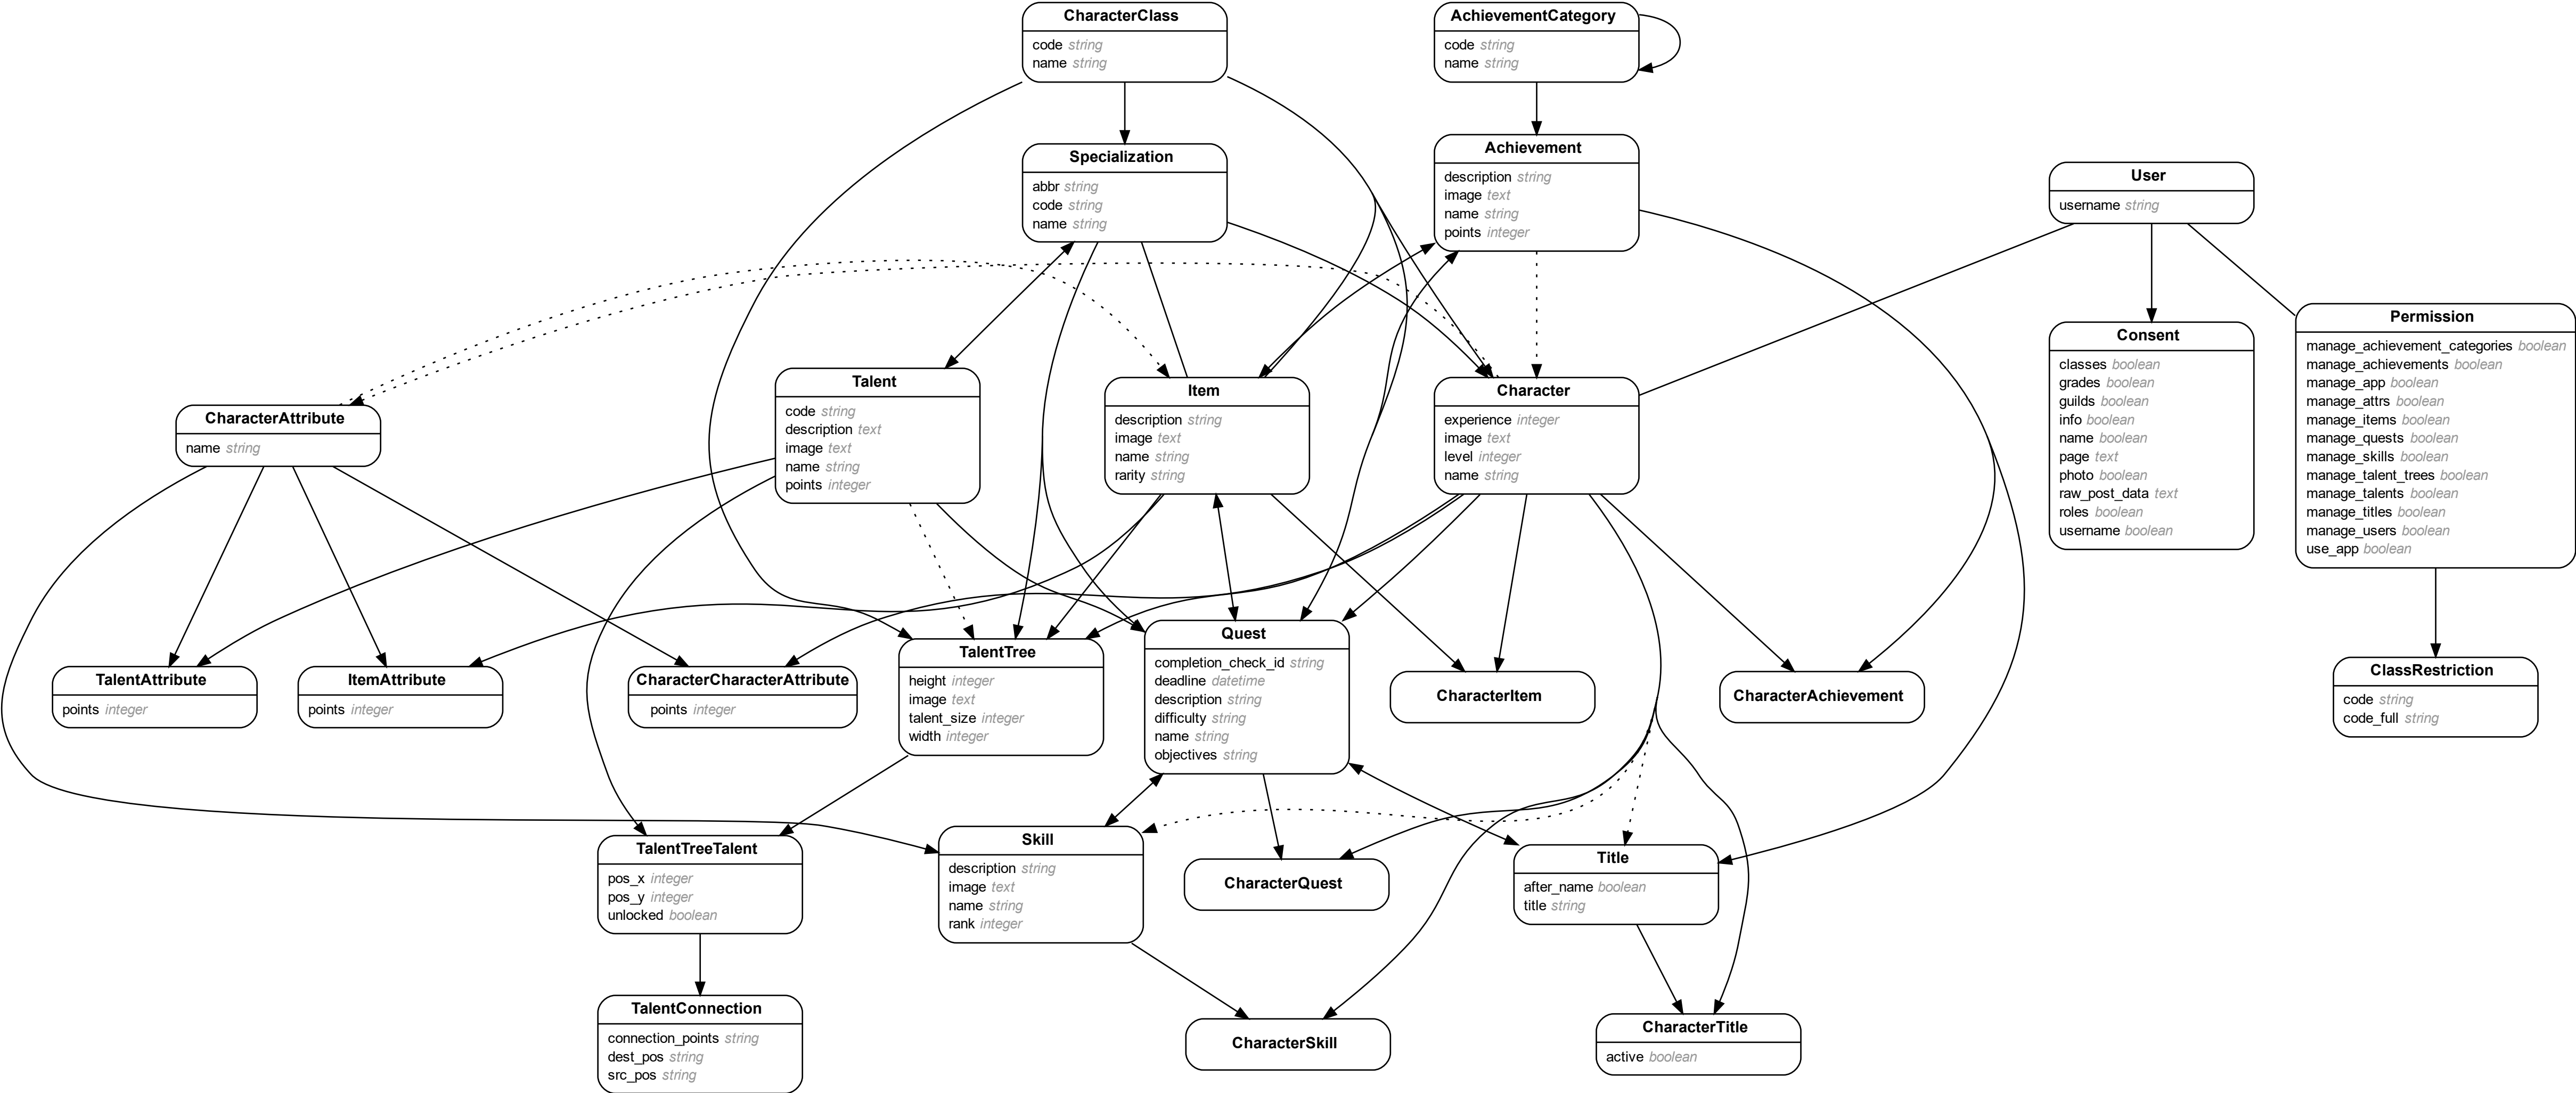 CharacterClass
code string
name string
AchievementCategory
code string
name string
Specialization
abbr string
code string
name string
Achievement
description string
image text
name string
points integer
User
username string
Consent
classes boolean
grades boolean
guilds boolean
info boolean
name boolean
page text
photo boolean
raw_post_data text
roles boolean
username boolean
Permission
manage_achievement_categories boolean
manage_achievements boolean
manage_app boolean
manage_attrs boolean
manage_items boolean
manage_quests boolean
manage_skills boolean
manage_talent_trees boolean
manage_talents boolean
manage_titles boolean
manage_users boolean
use_app boolean
CharacterAttribute
name string
Talent
code string
description text
image text
name string
points integer
Item
description string
image text
name string
rarity string
Character
experience integer
image text
level integer
name string
TalentAttribute
points integer
ItemAttribute
points integer
CharacterCharacterAttribute
points integer
TalentTree
height integer
image text
talent_size integer
width integer
Quest
completion_check_id string
deadline datetime
description string
difficulty string
name string
objectives string
CharacterItem
CharacterAchievement
ClassRestriction
code string
code_full string
TalentTreeTalent
pos_x integer
pos_y integer
unlocked boolean
Skill
description string
image text
name string
rank integer
CharacterQuest
Title
after_name boolean
title string
TalentConnection
connection_points string
dest_pos string
src_pos string
CharacterSkill
CharacterTitle
active boolean